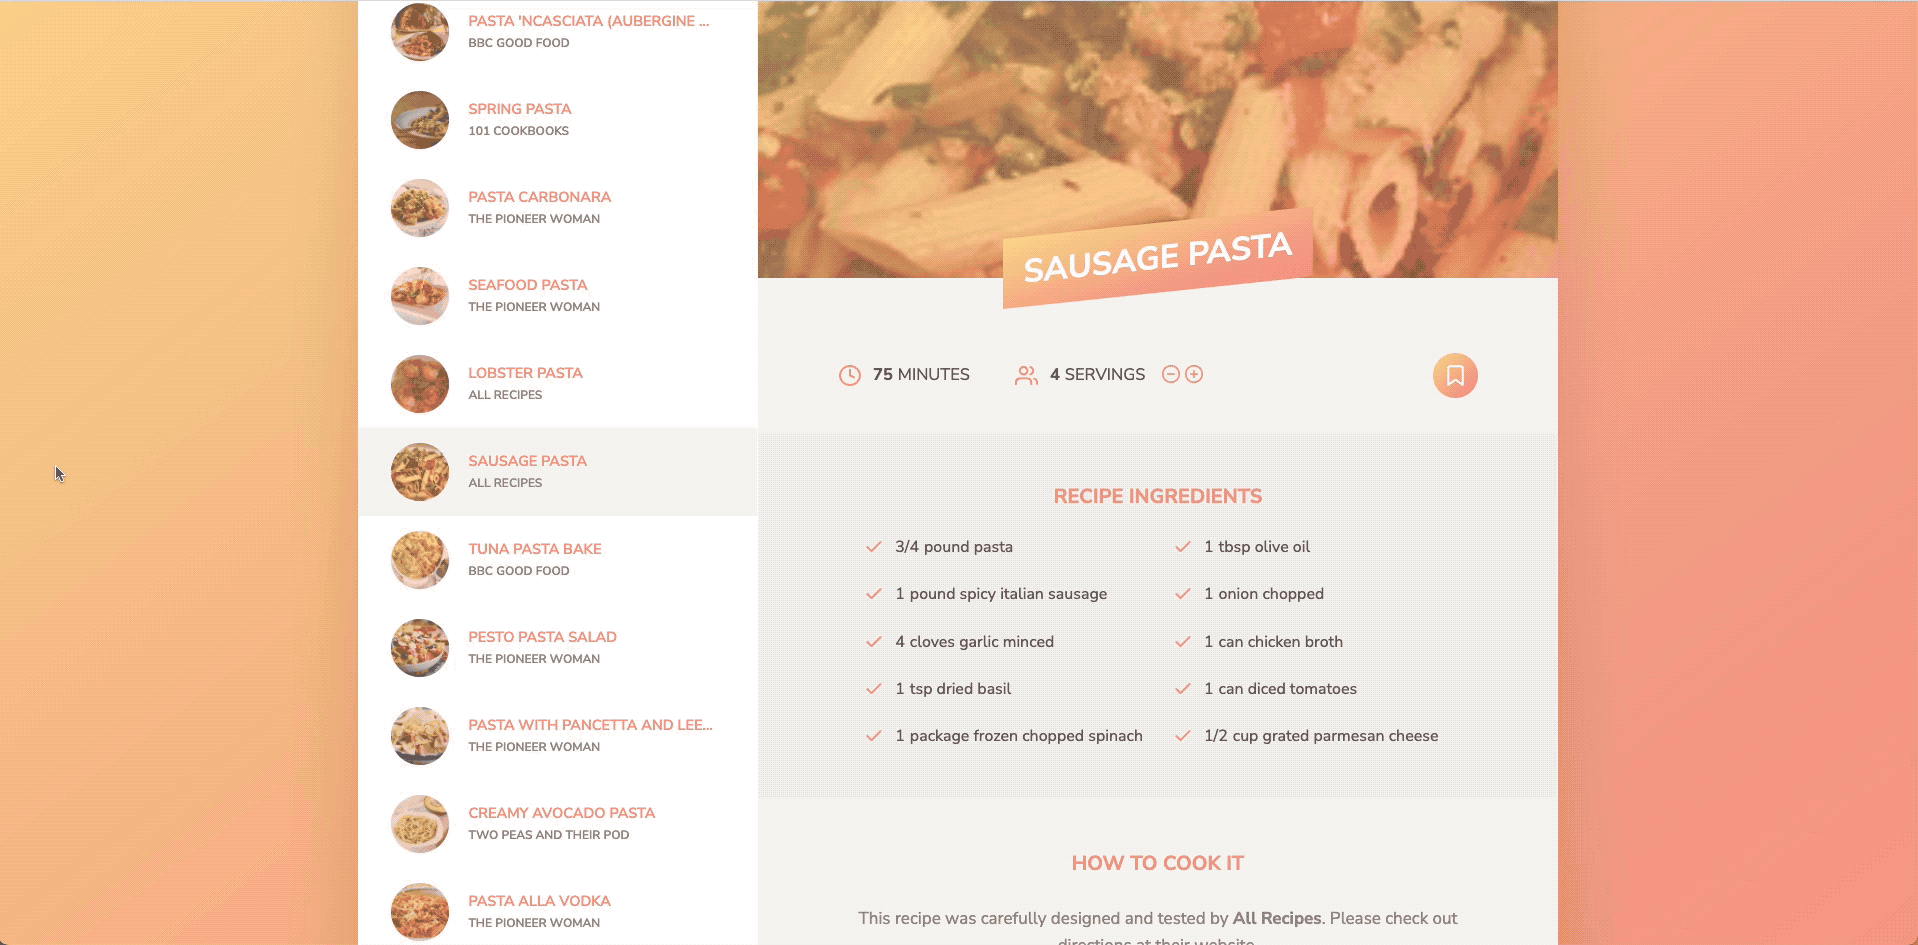 PASTA 'NCASCIATA (AUBERGINE ...
BBC GOOD FOOD
SPRING PASTA
101 COOKBOOKS
PASTA CARBONARA
THE PIONEER WOMAN
SEAFOOD PASTA
THE PIONEER WOMAN
LOBSTER PASTA
ALL RECIPES
SAUSAGE PASTA
ALL RECIPES
TUNA PASTA BAKE
BBC GOOD FOOD
PESTO PASTA SALAD
THE PIONEER WOMAN
PASTA WITH PANCETTA AND LEE...
THE PIONEER WOMAN
CREAMY AVOCADO PASTA
TWO PEAS AND THEIR POD
PASTA ALLA VODKA
THE PIONEER WOMAN
SAUSAGE PASTA
75 MINUTES
4 SERVINGS
RECIPE INGREDIENTS
3/4 pound pasta
1 tbsp olive oil
1 pound spicy italian sausage
1 onion chopped
4 cloves garlic minced
1 can chicken broth
1 tsp dried basil
1 can diced tomatoes
1 package frozen chopped spinach
1/2 cup grated parmesan cheese
HOW TO COOK IT
This recipe was carefully designed and tested by All Recipes. Please check out
directions at their website.